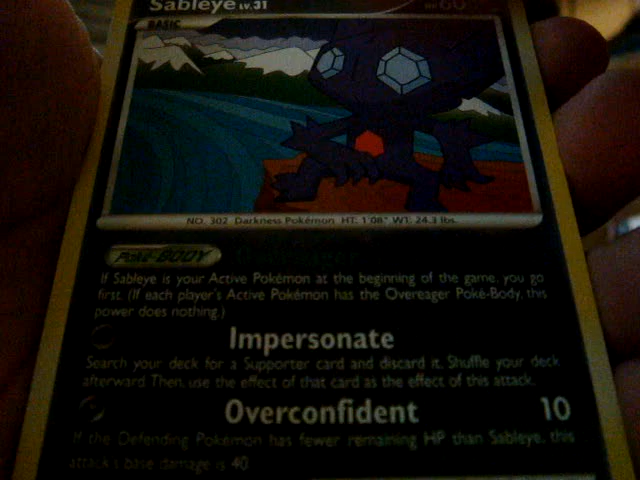 Sableye LV.31 HP 60
BASIC
NO. 302 Darkness Pokémon HT: 1'08" WT: 24.3 lbs.
Poké-BODY Overeager
If Sableye is your Active Pokémon at the beginning of the game, you go
first. (If each player's Active Pokémon has the Overeager Poké-Body, this
power does nothing.)
Impersonate
Search your deck for a Supporter card and discard it. Shuffle your deck
afterward. Then, use the effect of that card as the effect of this attack.
Overconfident 10
If the Defending Pokémon has fewer remaining HP than Sableye, this
attack's base damage is 40.